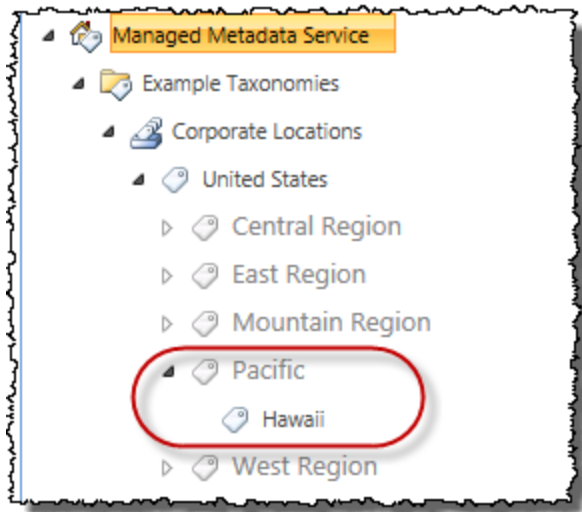 Managed Metadata Service
Example Taxonomies
Corporate Locations
United States
Central Region
East Region
Mountain Region
Pacific
Hawaii
West Region